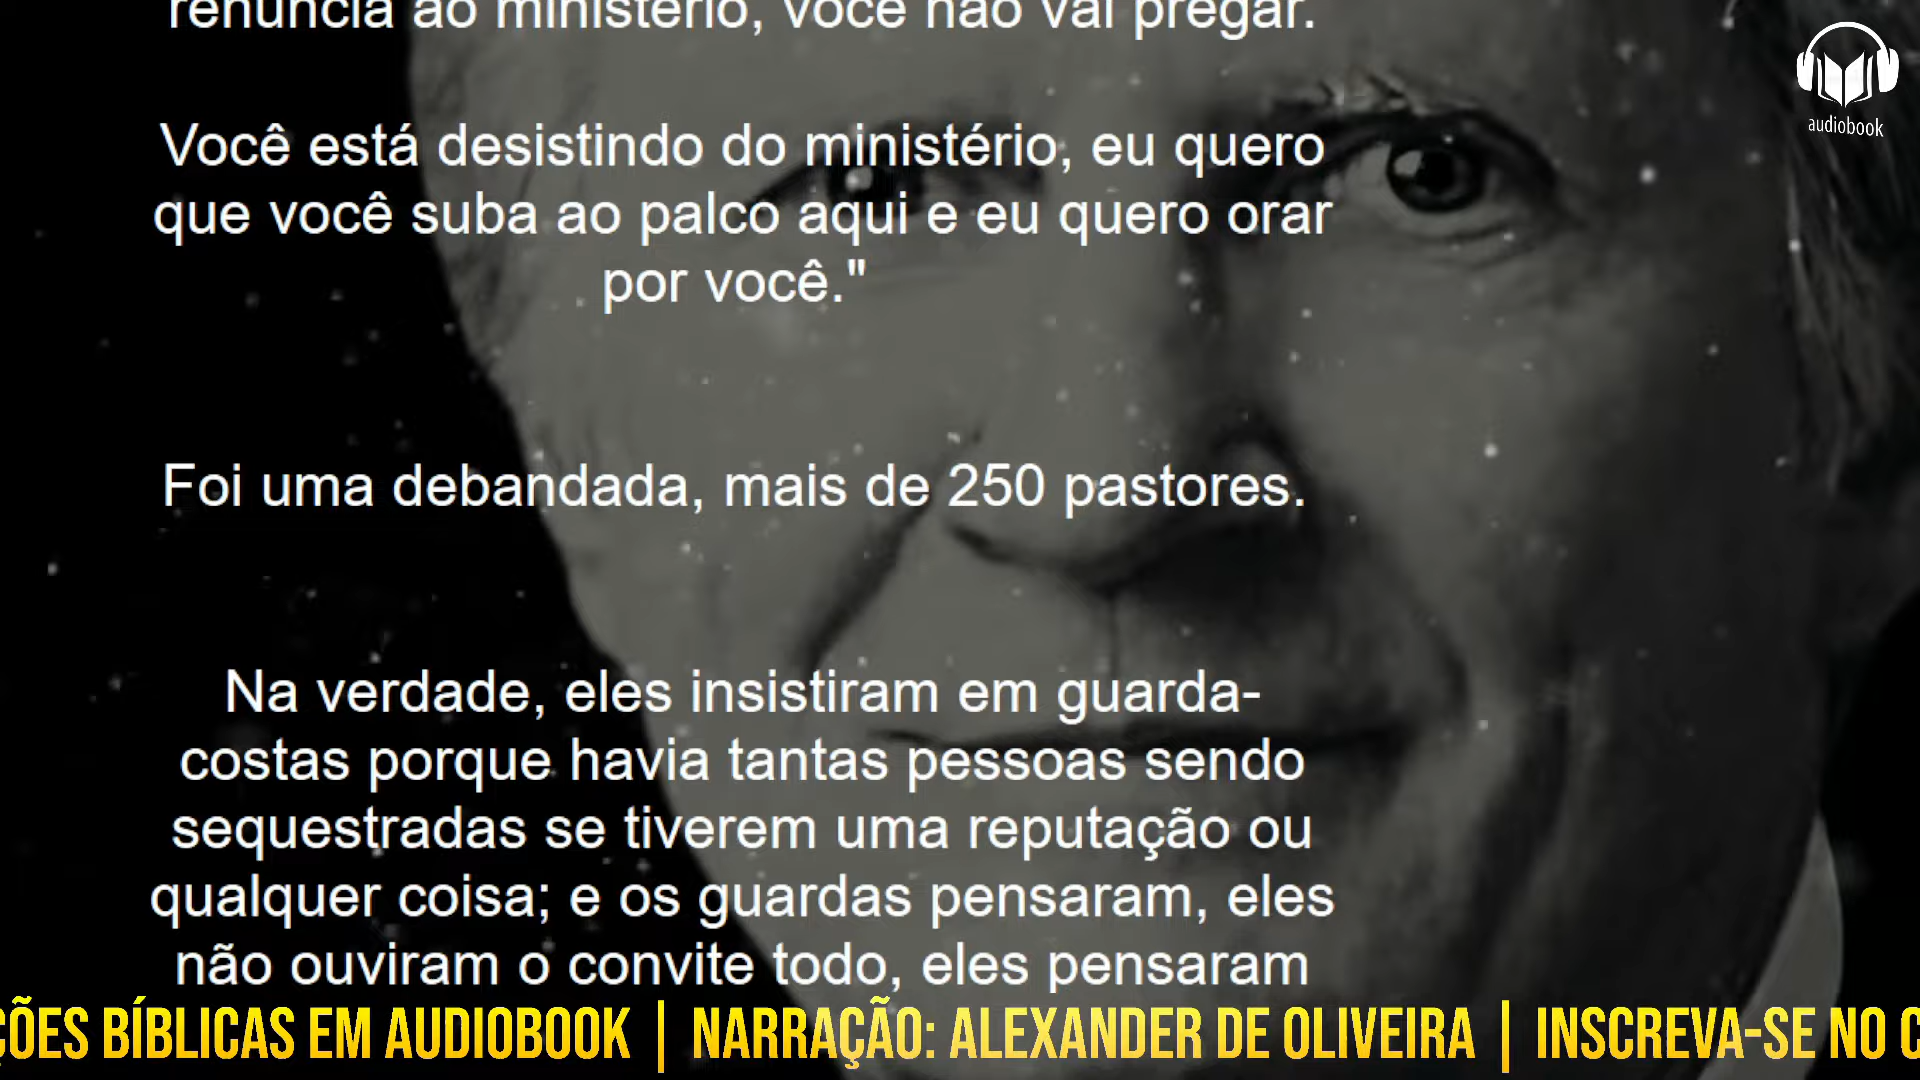 renuncia ao ministério, você não vai pregar.
Você está desistindo do ministério, eu quero
que você suba ao palco aqui e eu quero orar
por você."
Foi uma debandada, mais de 250 pastores.
Na verdade, eles insistiram em guarda-
costas porque havia tantas pessoas sendo
sequestradas se tiverem uma reputação ou
qualquer coisa; e os guardas pensaram, eles
não ouviram o convite todo, eles pensaram
ÇÕES BÍBLICAS EM AUDIOBOOK | NARRAÇÃO: ALEXANDER DE OLIVEIRA | INSCREVA-SE NO C
audiobook